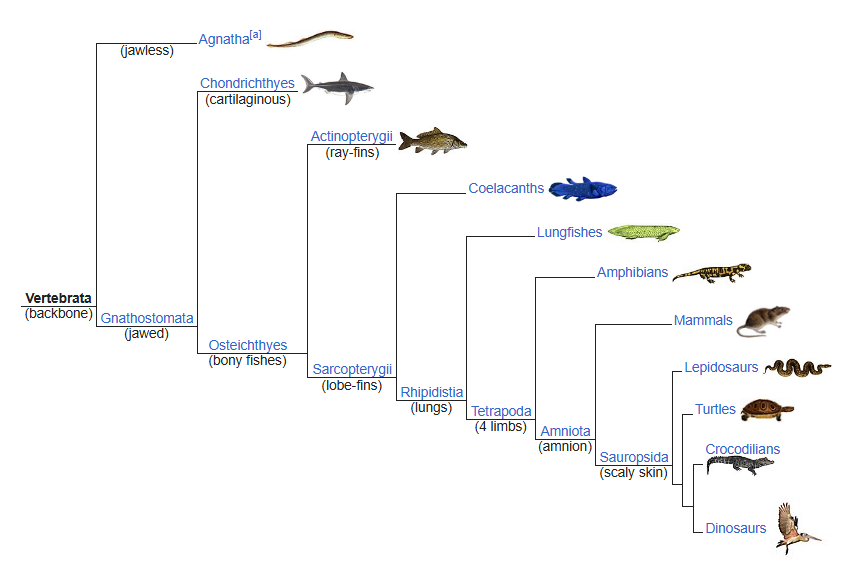 Agnatha[a]
(jawless)
Chondrichthyes
(cartilaginous)
Actinopterygii
(ray-fins)
Coelacanths
Lungfishes
Amphibians
Vertebrata
(backbone)
Gnathostomata
(jawed)
Mammals
Osteichthyes
(bony fishes)
Sarcopterygii
(lobe-fins)
Lepidosaurs
Rhipidistia
(lungs)
Tetrapoda
(4 limbs)
Turtles
Amniota
(amnion)
Sauropsida
(scaly skin)
Crocodilians
Dinosaurs